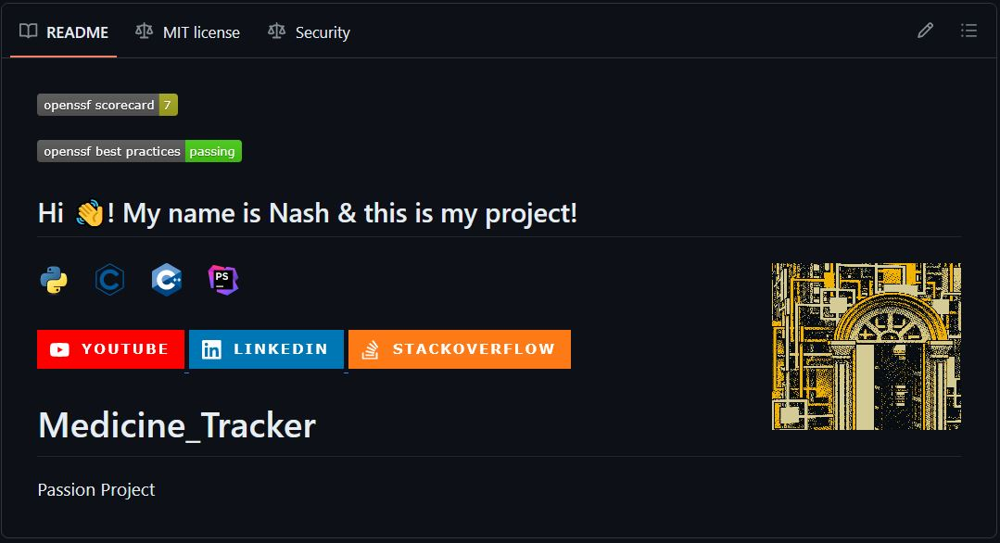 README MIT license Security
openssf scorecard 7
openssf best practices passing
Hi 👋! My name is Nash & this is my project!
C C++ PS
YOUTUBE LINKEDIN STACKOVERFLOW
Medicine_Tracker
Passion Project